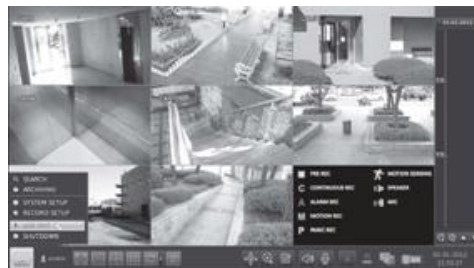 SEARCH
ARCHIVING
SYSTEM SETUP
RECORD SETUP
SHUTDOWN
PRE REC
C CONTINUOUS REC
A ALARM REC
M MOTION REC
P PANIC REC
MOTION SENSING
SPEAKER
MIC